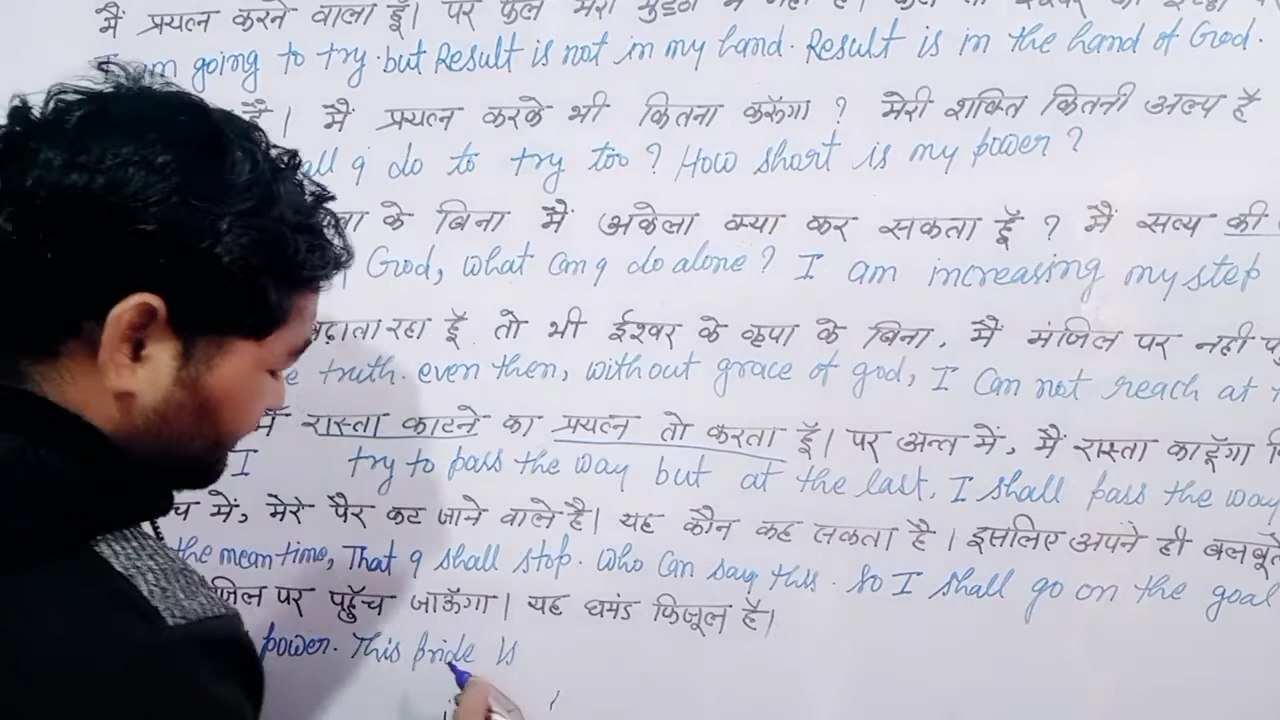 मैं प्रयत्न करने वाला हूँ। पर फल मेरी मुठ्ठी में नहीं है।
am going to try. but Result is not in my hand. Result is in the hand of God.
है। मैं प्रयत्न करके भी कितना करूँगा ? मेरी शक्ति कितनी अल्प है
I do to try too ? How short is my power ?
के बिना मैं अकेला क्या कर सकता हूँ ? मैं सत्य की
God, what can I do alone ? I am increasing my step
बढ़ाता रहा हूँ तो भी ईश्वर के कृपा के बिना, मैं मंजिल पर नही
truth. even then, without grace of god, I Can not reach at
मैं रास्ता काटने का प्रयत्न तो करता हूँ। पर अन्त में, मैं रास्ता काटूँगा
I try to pass the way but at the last, I shall pass the way
में, मेरे पैर कट जाने वाले है। यह कौन कह सकता है। इसलिए अपने ही बलबूते
the mean time, That I shall stop. who Can say this. So I shall go on the goal
पर पहुँच जाऊँगा। यह घमंड फिजूल है।
power. This pride is